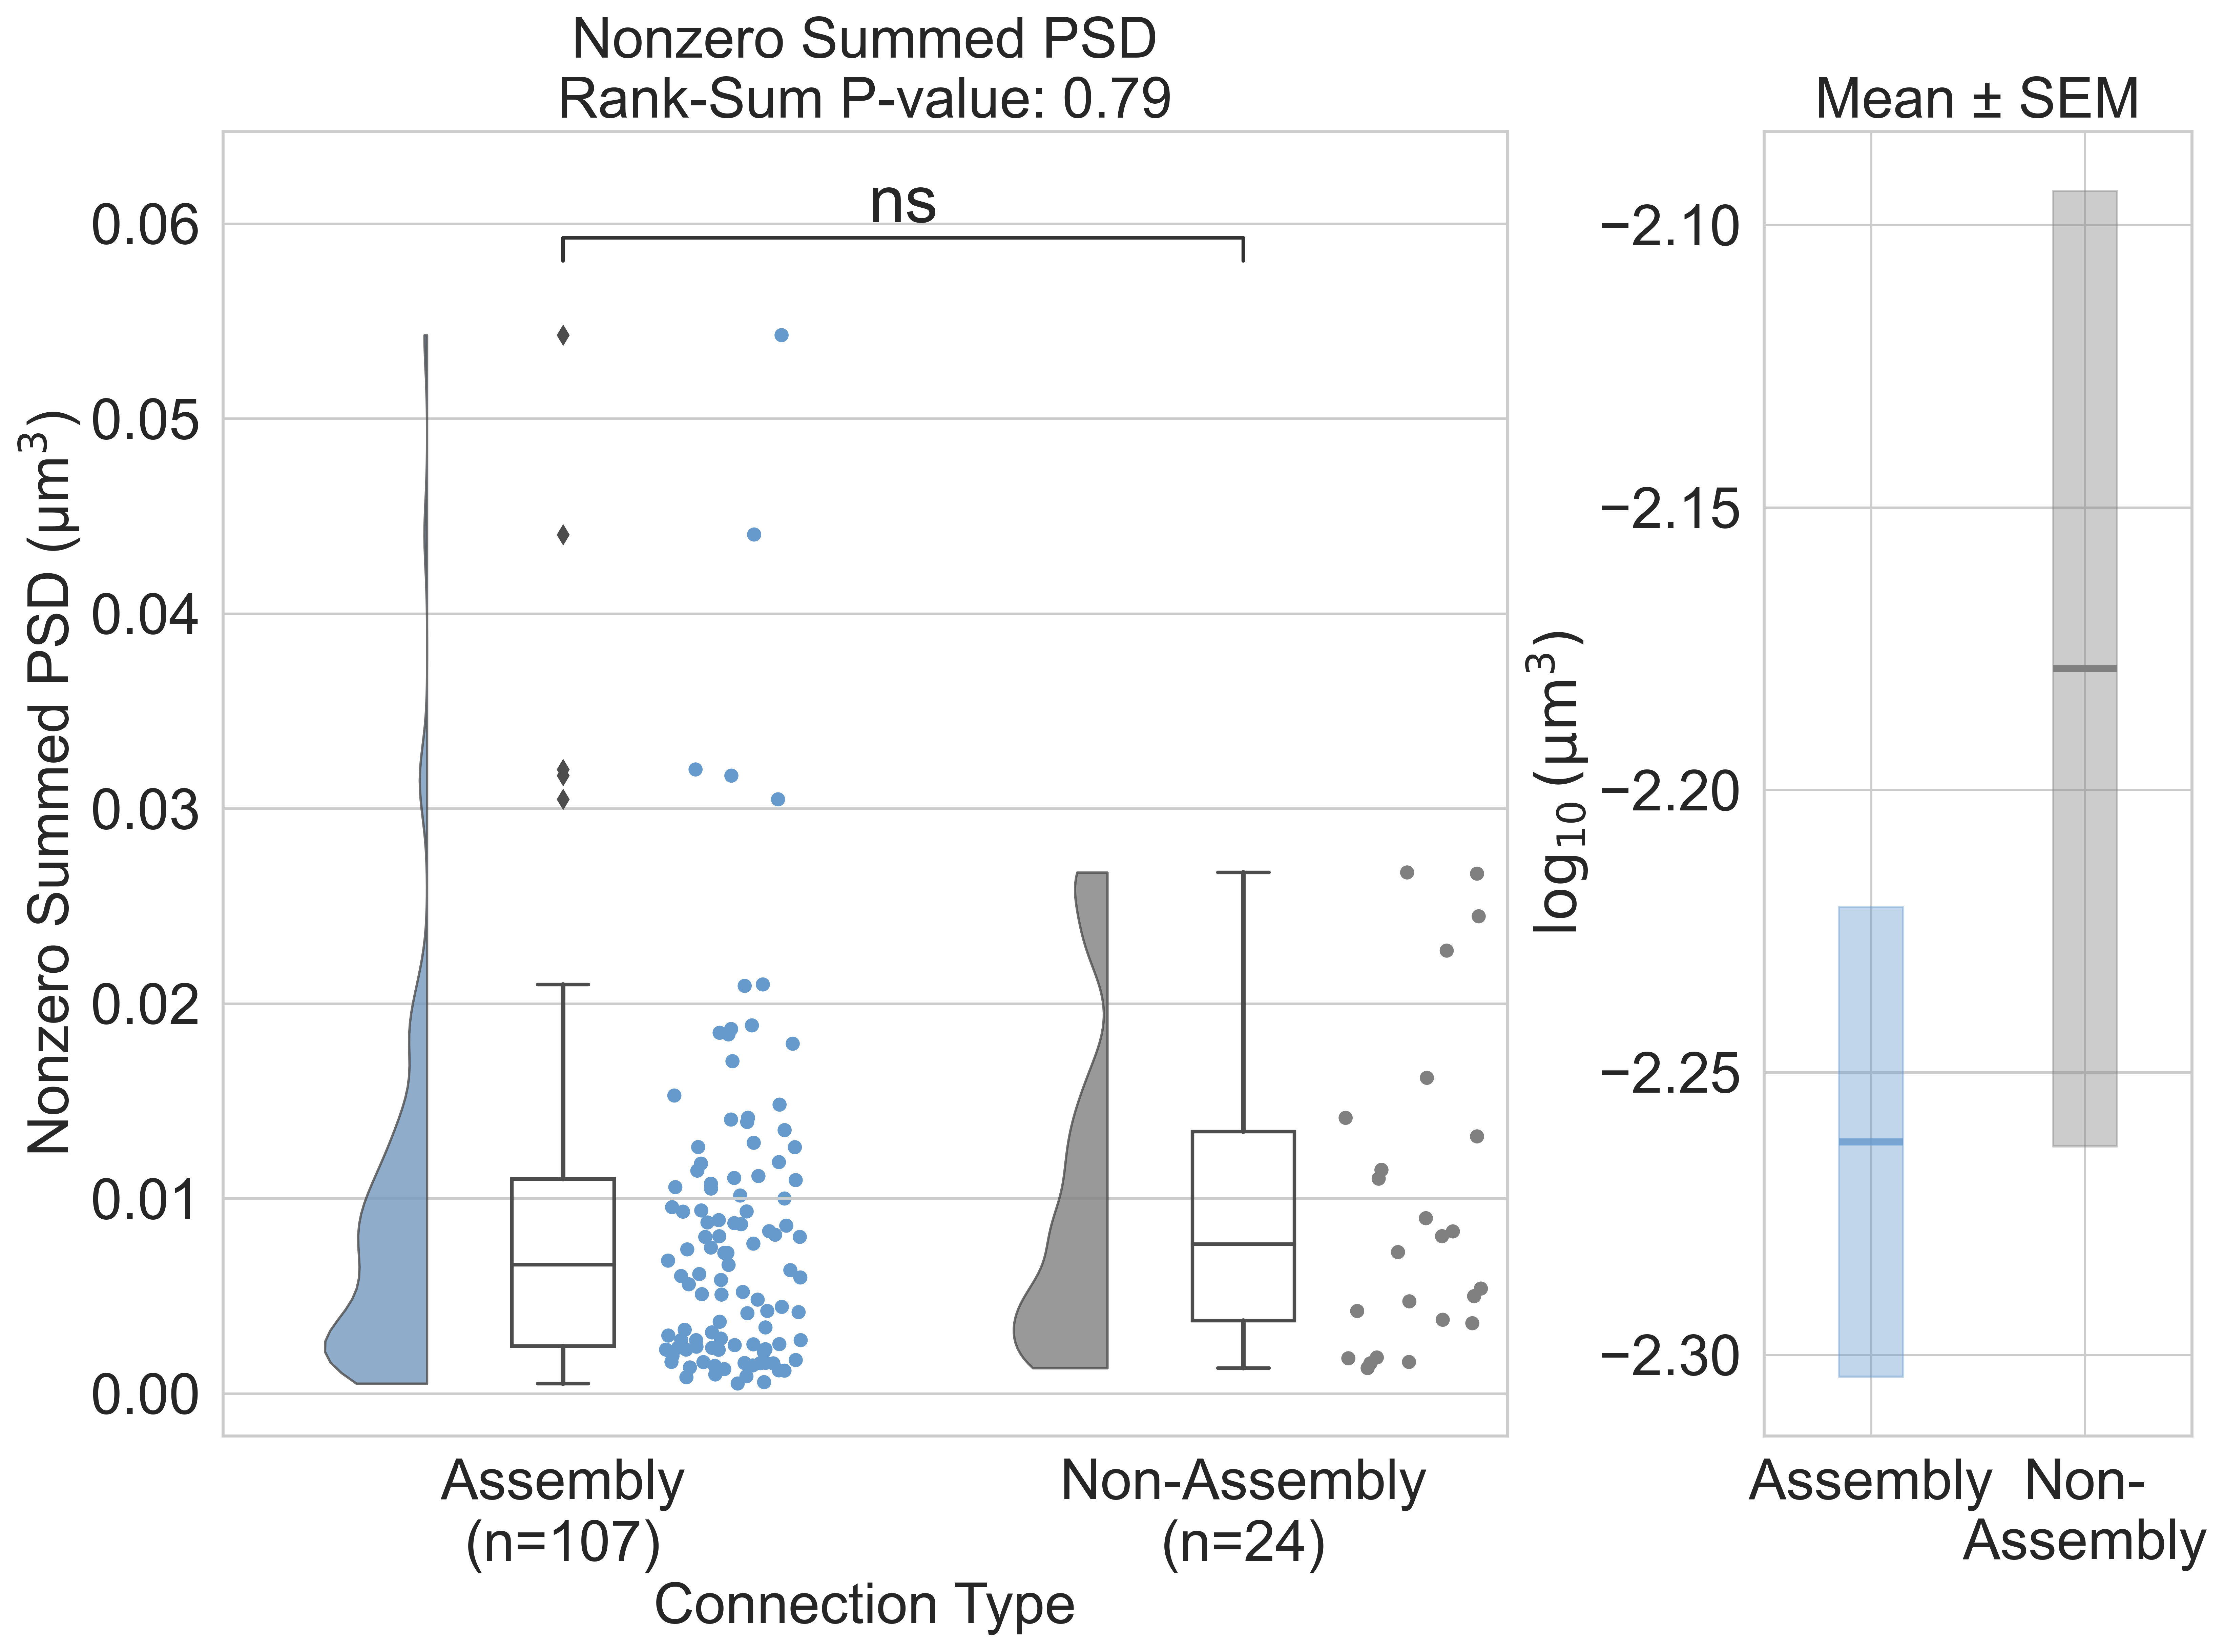 Nonzero Summed PSD
Rank-Sum P-value: 0.79
Mean ± SEM
ns
Nonzero Summed PSD (μm³)
0.06
0.05
0.04
0.03
0.02
0.01
0.00
Assembly
(n=107)
Non-Assembly
(n=24)
Connection Type
log₁₀ (μm³)
−2.10
−2.15
−2.20
−2.25
−2.30
Assembly
Non-
Assembly